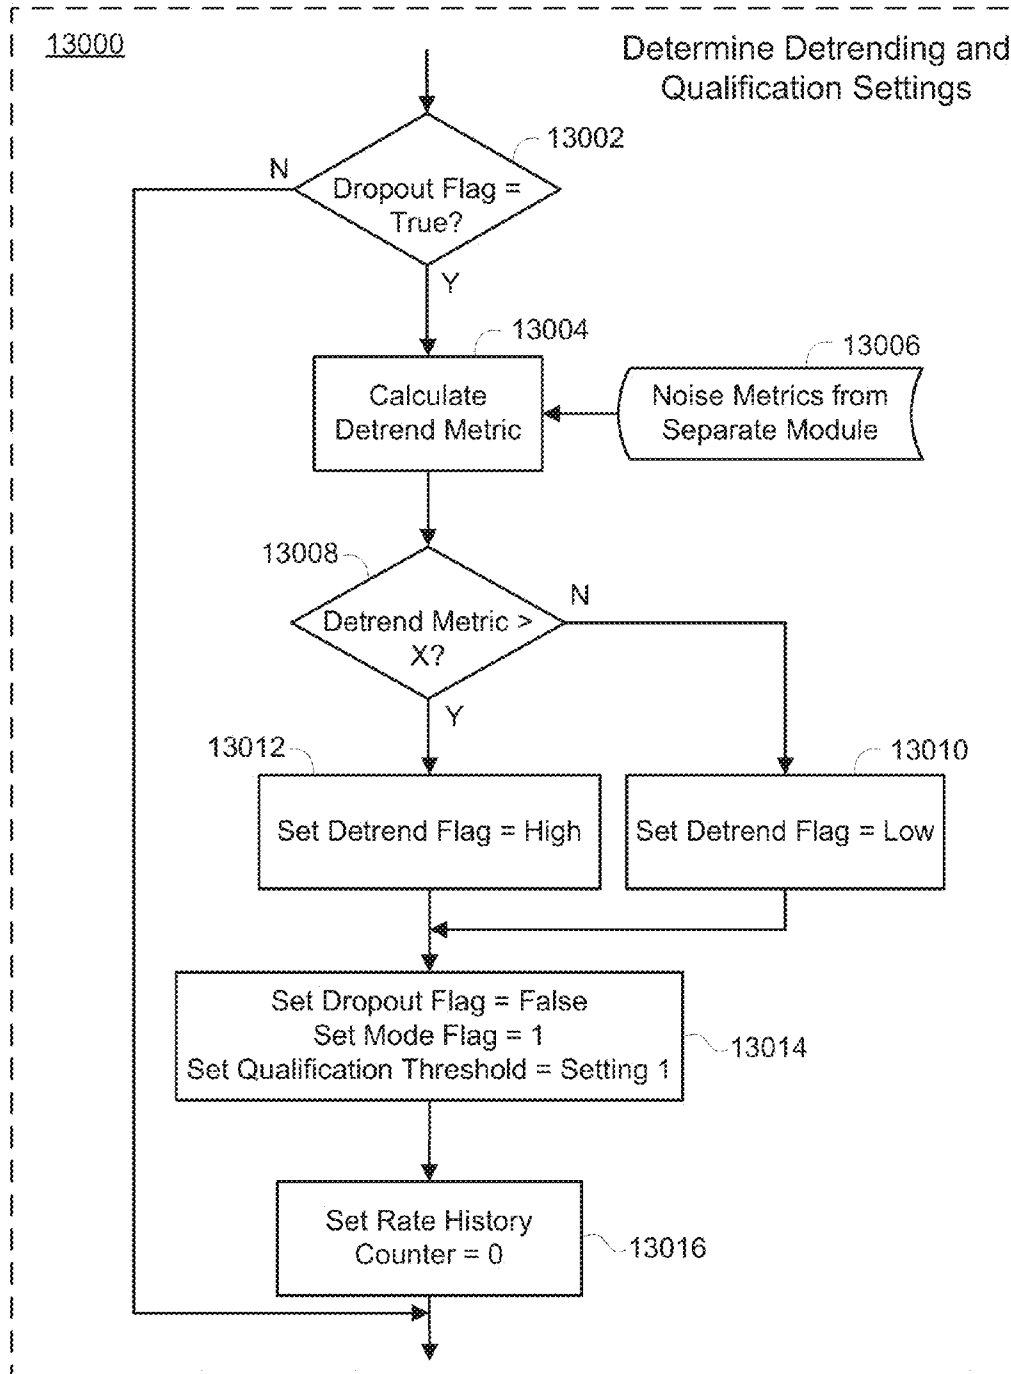 13000
Determine Detrending and
Qualification Settings
13002
N
Dropout Flag =
True?
Y
13004
13006
Calculate
Detrend Metric
Noise Metrics from
Separate Module
13008
N
Detrend Metric >
X?
Y
13012
13010
Set Detrend Flag = High
Set Detrend Flag = Low
Set Dropout Flag = False
Set Mode Flag = 1
Set Qualification Threshold = Setting 1
13014
Set Rate History
Counter = 0
13016